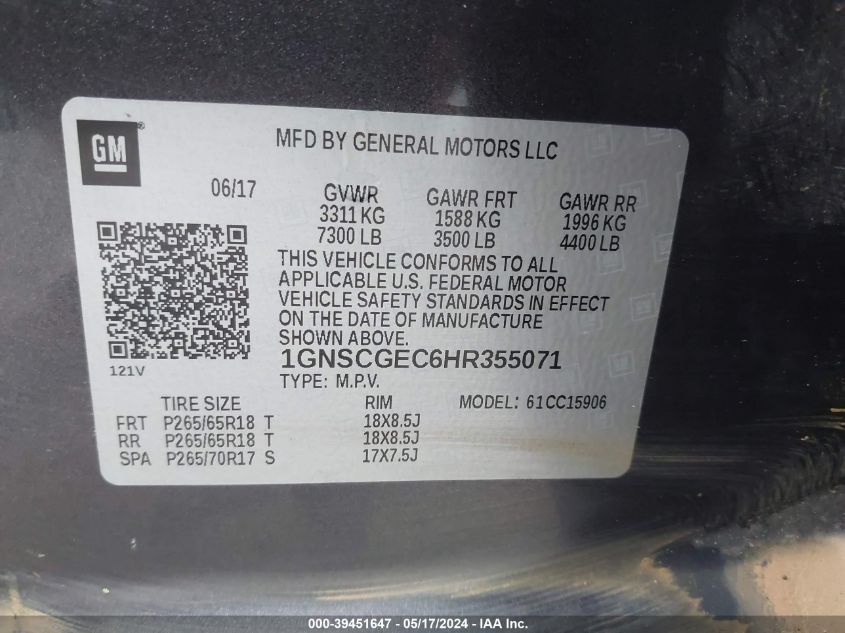 GM®
MFD BY GENERAL MOTORS LLC
06/17
GVWR GAWR FRT GAWR RR
3311 KG 1588 KG 1996 KG
7300 LB 3500 LB 4400 LB
THIS VEHICLE CONFORMS TO ALL
APPLICABLE U.S. FEDERAL MOTOR
VEHICLE SAFETY STANDARDS IN EFFECT
ON THE DATE OF MANUFACTURE
SHOWN ABOVE.
1GNSCGEC6HR355071
121V
TYPE: M.P.V.
TIRE SIZE RIM MODEL: 61CC15906
FRT P265/65R18 T 18X8.5J
RR P265/65R18 T 18X8.5J
SPA P265/70R17 S 17X7.5J
000-39451647 - 05/17/2024 - IAA Inc.